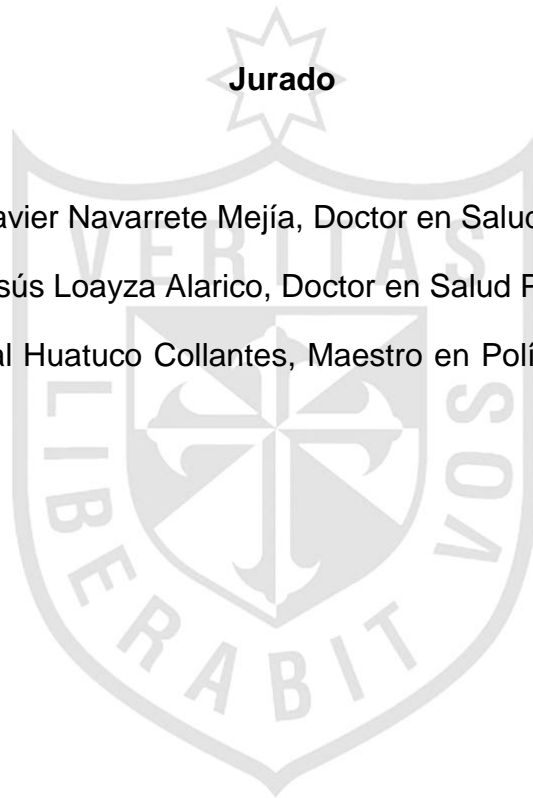 Jurado
avier Navarrete Mejía, Doctor en Salud
sús Loayza Alarico, Doctor en Salud P
al Huatuco Collantes, Maestro en Polí
VERITAS
LIBERABIT
VOS